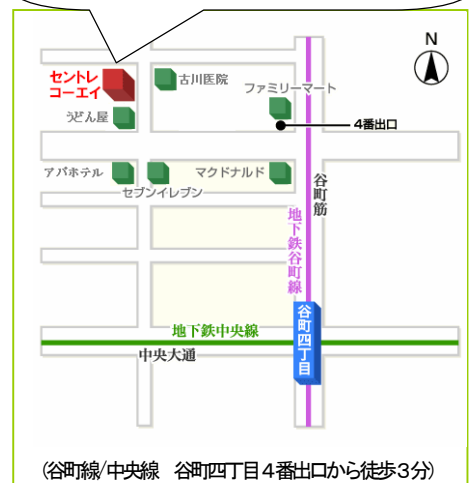 N
セントレ
コーエイ
古川医院
ファミリーマート
うどん屋
4番出口
アパホテル
セブンイレブン
マクドナルド
谷町筋
地下鉄谷町線
谷町四丁目
地下鉄中央線
中央大通
(谷町線/中央線　谷町四丁目４番出口から徒歩３分)